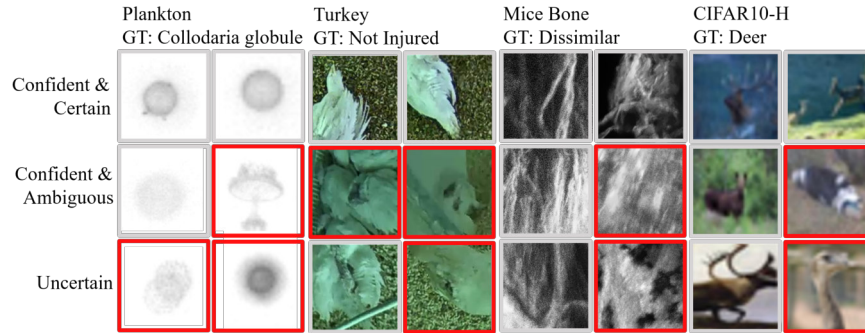 Plankton
GT: Collodaria globule
Turkey
GT: Not Injured
Mice Bone
GT: Dissimilar
CIFAR10-H
GT: Deer
Confident &
Certain
Confident &
Ambiguous
Uncertain